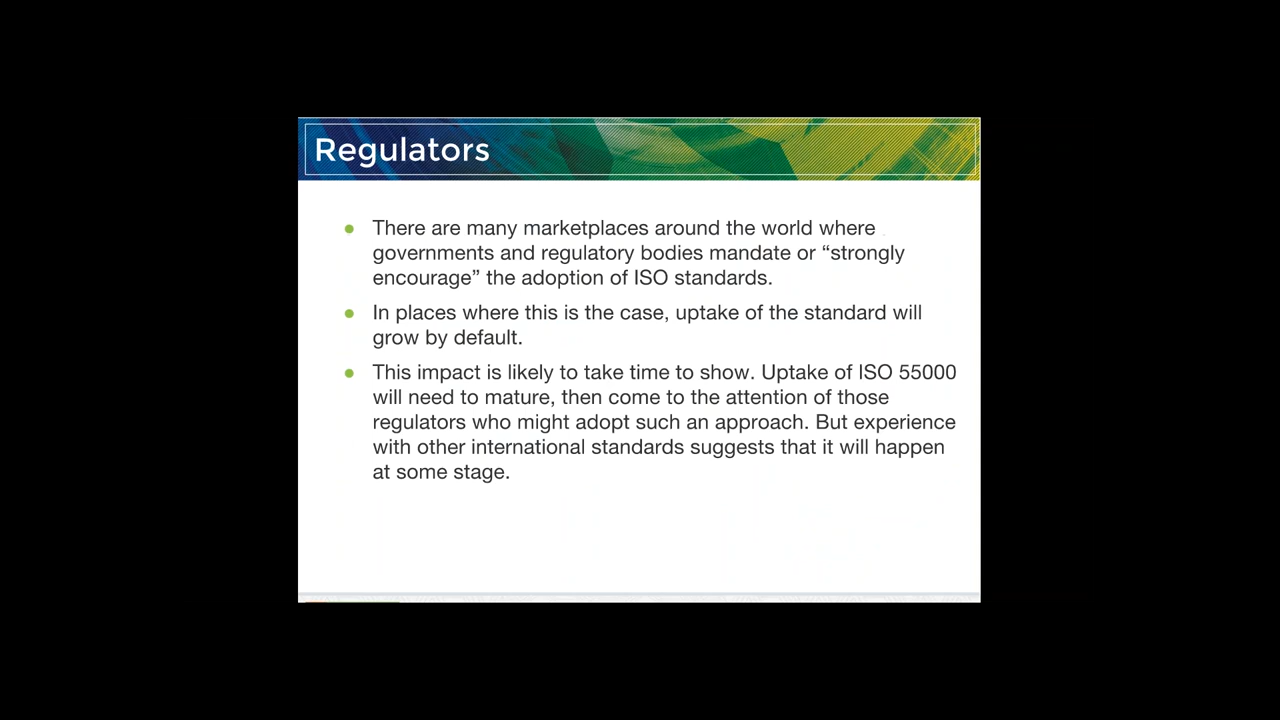 Regulators
There are many marketplaces around the world where
governments and regulatory bodies mandate or “strongly
encourage” the adoption of ISO standards.
In places where this is the case, uptake of the standard will
grow by default.
This impact is likely to take time to show. Uptake of ISO 55000
will need to mature, then come to the attention of those
regulators who might adopt such an approach. But experience
with other international standards suggests that it will happen
at some stage.